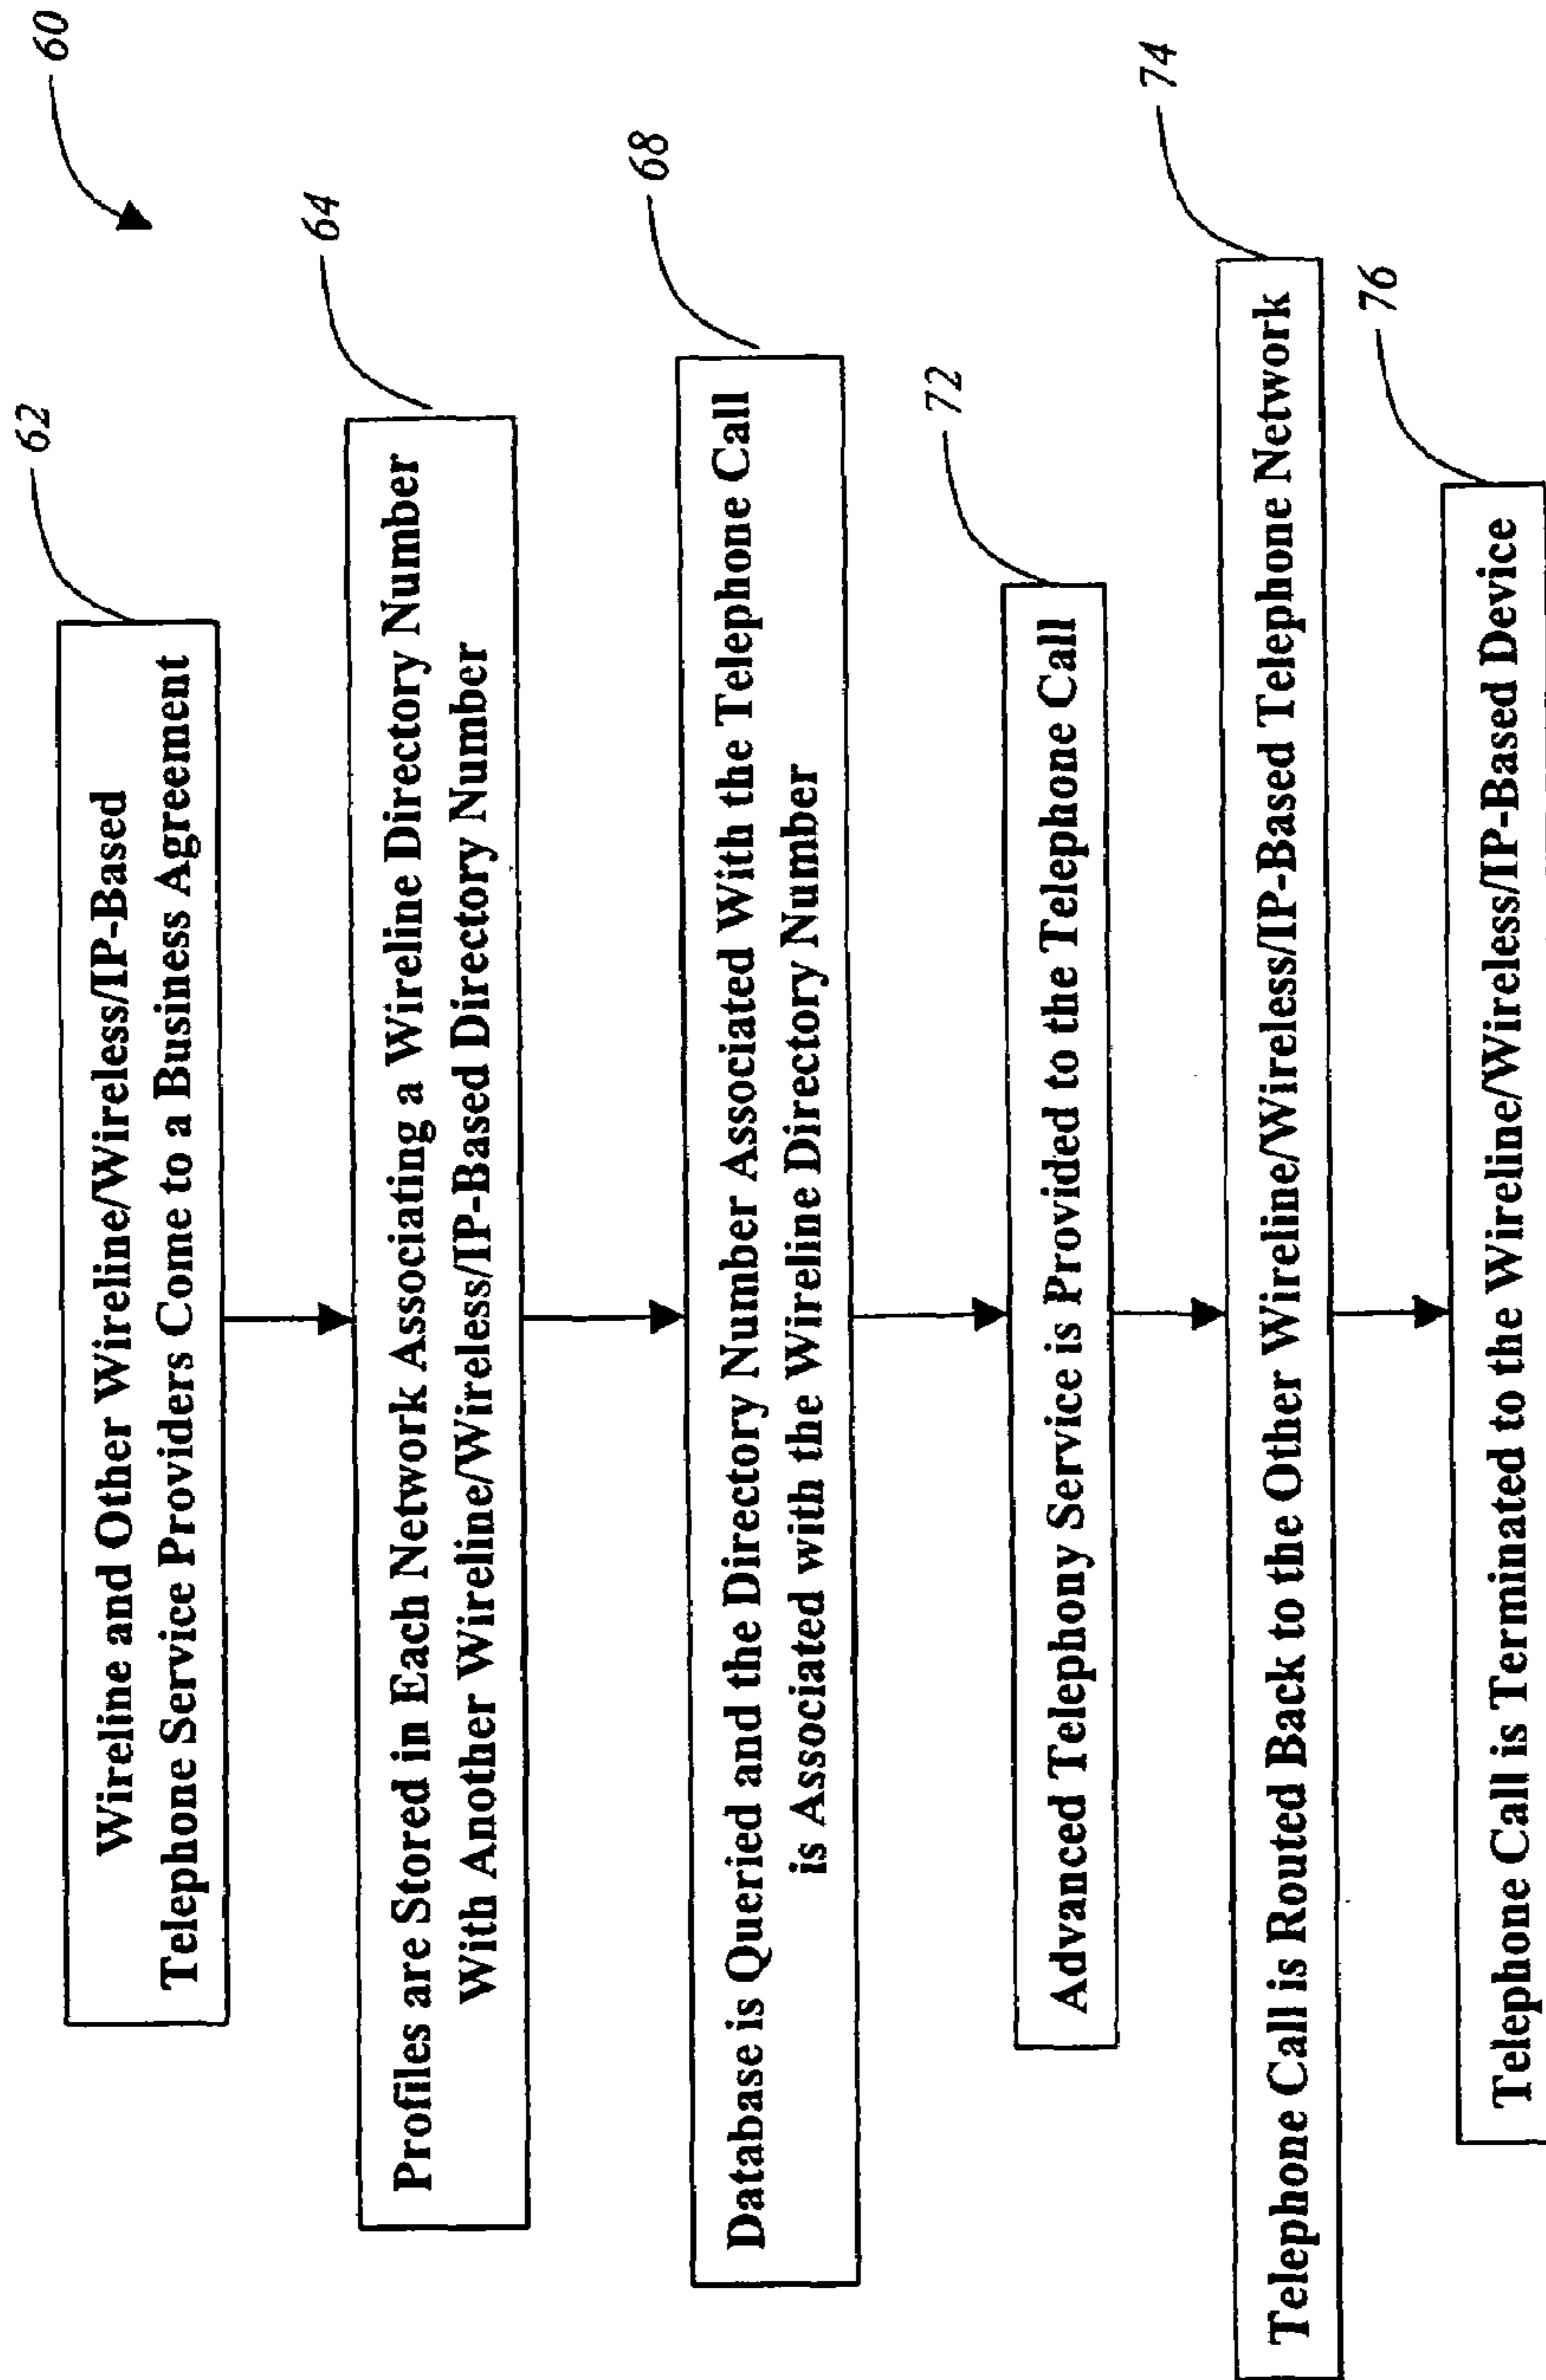 60
62
Wireline and Other Wireline/Wireless/IP-Based
Telephone Service Providers Come to a Business Agreement
64
Profiles are Stored in Each Network Associating a Wireline Directory Number
With Another Wireline/Wireless/IP-Based Directory Number
68
Database is Queried and the Directory Number Associated With the Telephone Call
is Associated with the Wireline Directory Number
72
Advanced Telephony Service is Provided to the Telephone Call
74
Telephone Call is Routed Back to the Other Wireline/Wireless/IP-Based Telephone Network
76
Telephone Call is Terminated to the Wireline/Wireless/IP-Based Device